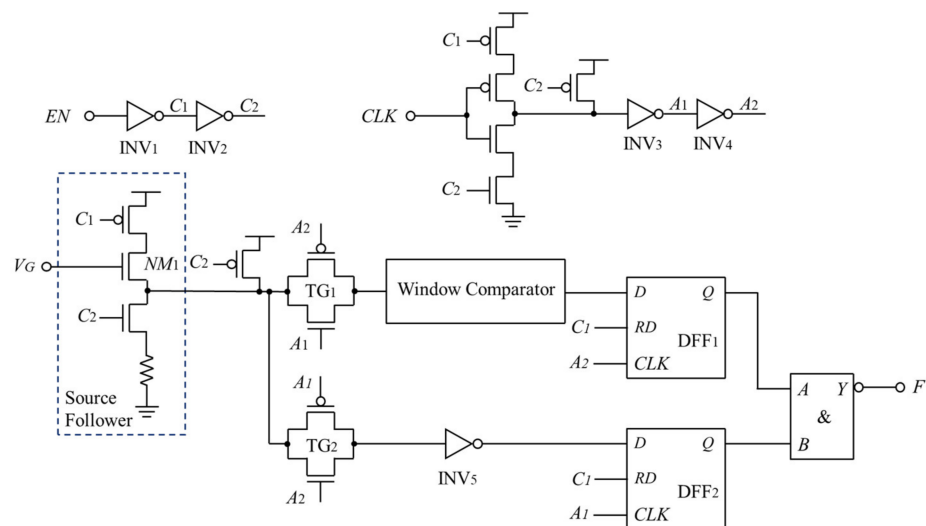 C1
EN
C1
C2
INV1
INV2
CLK
C2
A1
A2
INV3
INV4
C2
C1
VG
NM1
C2
Source
Follower
C2
A2
TG1
A1
Window Comparator
D
Q
C1
RD
DFF1
A2
CLK
A1
TG2
A2
INV5
D
Q
C1
RD
DFF2
A1
CLK
A
Y
&
B
F